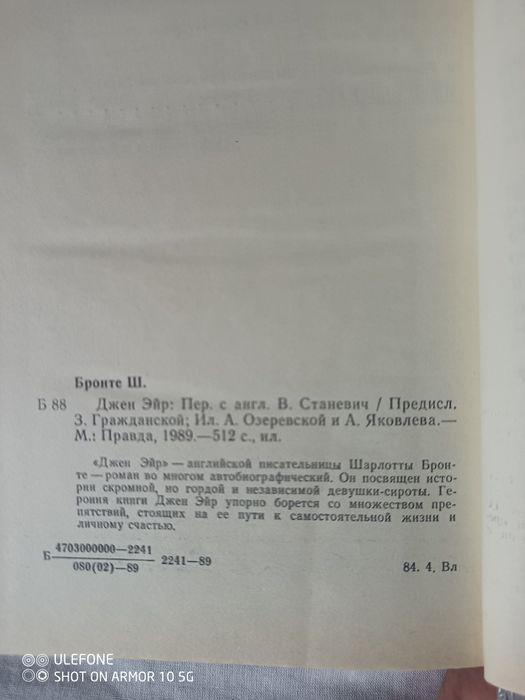 Бронте Ш.
Б 88 Джен Эйр: Пер. с англ. В. Станевич / Предисл.
З. Гражданской; Ил. А. Озеревской и А. Яковлева.—
М.: Правда, 1989.—512 с., ил.
«Джен Эйр» — английской писательницы Шарлотты Брон-
те — роман во многом автобиографический. Он посвящен исто-
рии скромной, но гордой и независимой девушки-сироты. Ге-
роиня книги Джен Эйр упорно борется со множеством пре-
пятствий, стоящих на ее пути к самостоятельной жизни и
личному счастью.
4703000000—2241
Б 2241—89
080(02)—89
84. 4. Вл
ULEFONE
SHOT ON ARMOR 10 5G